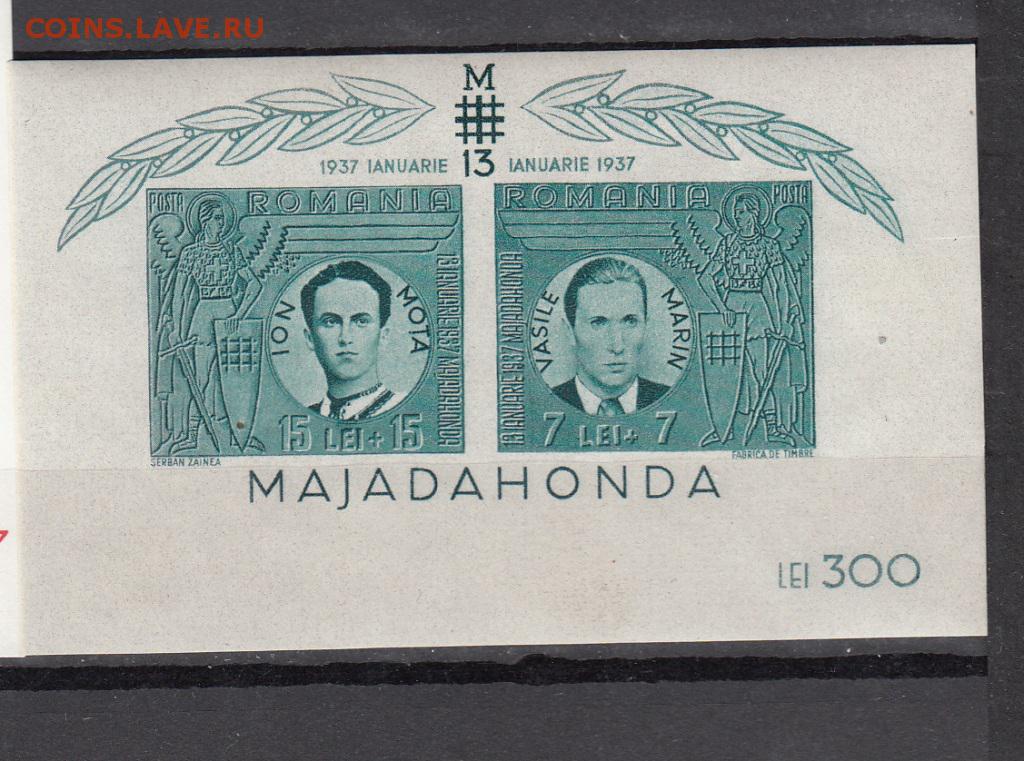 COINS.LAVE.RU
M
13
1937 IANUARIE
IANUARIE 1937
POSTA ROMANIA
ION MOȚA
13 IANUARIE 1937 MAJADAHONDA
15 LEI + 15
ROMANIA POSTA
VASILE MARIN
13 IANUARIE 1937 MAJADAHONDA
7 LEI + 7
SERBAN ZAINEA
FABRICA DE TIMBRE
MAJADAHONDA
LEI 300